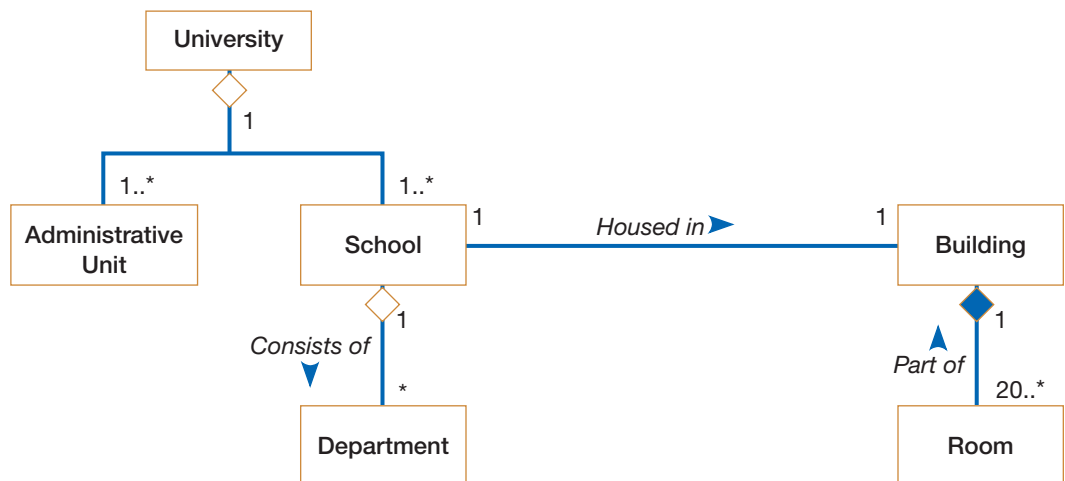 University
1
1..*
1..*
Administrative
Unit
School
1
Housed in
1
Building
1
Consists of
*
Department
1
Part of
20..*
Room